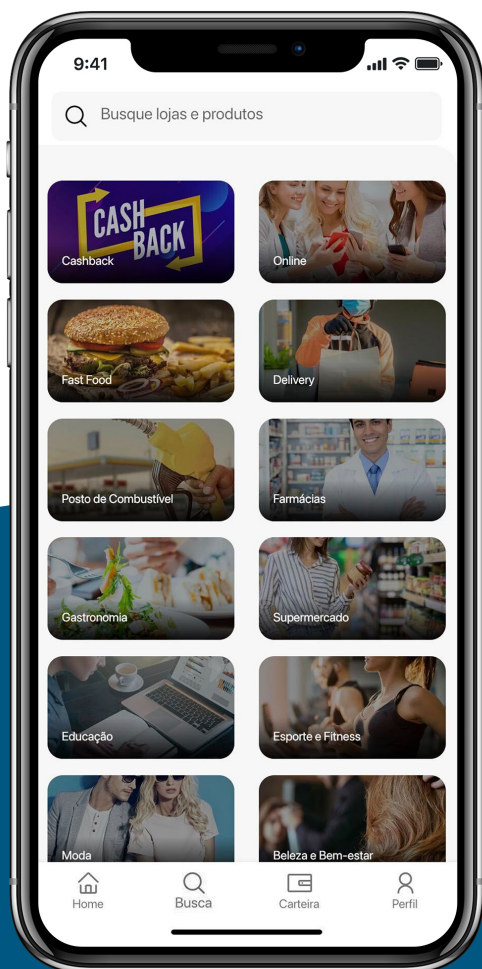 9:41
Busque lojas e produtos
CASH
BACK
Cashback
Online
Fast Food
Delivery
Posto de Combustível
Farmácias
Gastronomia
Supermercado
Educação
Esporte e Fitness
Moda
Beleza e Bem-estar
Home
Busca
Carteira
Perfil